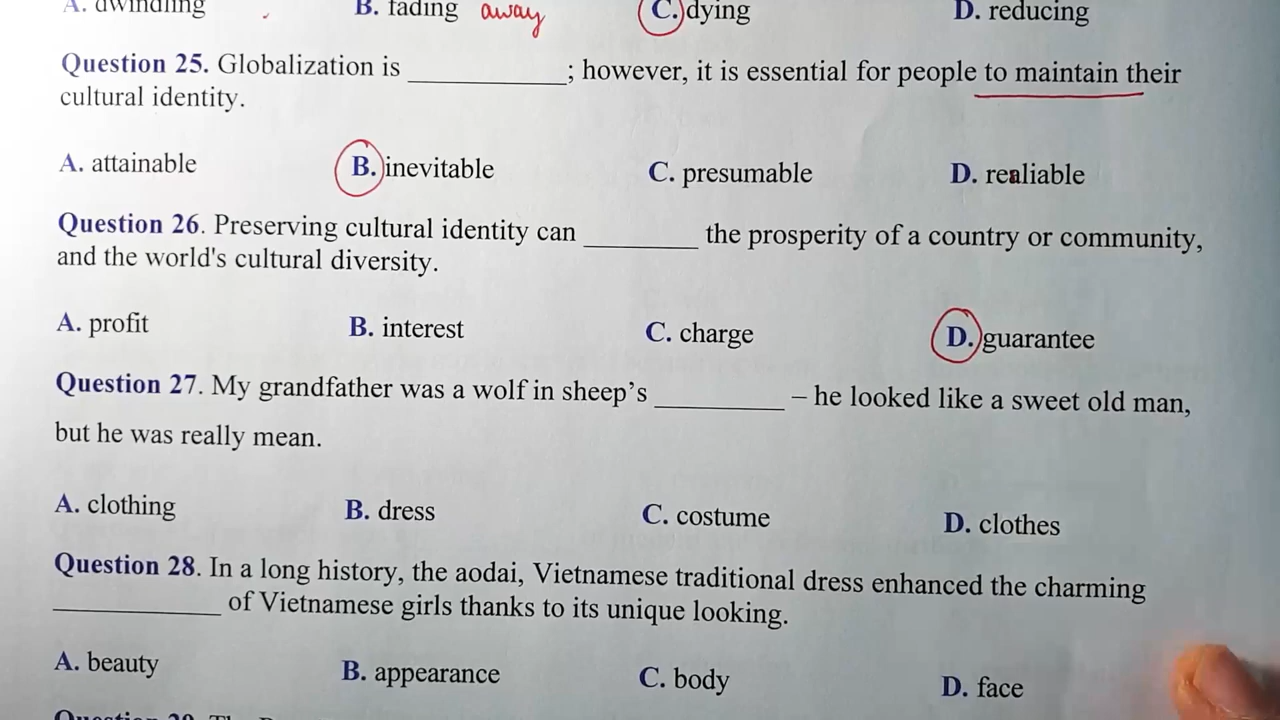 A. dwindling B. fading away C. dying D. reducing
Question 25. Globalization is __________; however, it is essential for people to maintain their
cultural identity.
A. attainable B. inevitable C. presumable D. realiable
Question 26. Preserving cultural identity can ________ the prosperity of a country or community,
and the world's cultural diversity.
A. profit B. interest C. charge D. guarantee
Question 27. My grandfather was a wolf in sheep’s _________ – he looked like a sweet old man,
but he was really mean.
A. clothing B. dress C. costume D. clothes
Question 28. In a long history, the aodai, Vietnamese traditional dress enhanced the charming
____________ of Vietnamese girls thanks to its unique looking.
A. beauty B. appearance C. body D. face